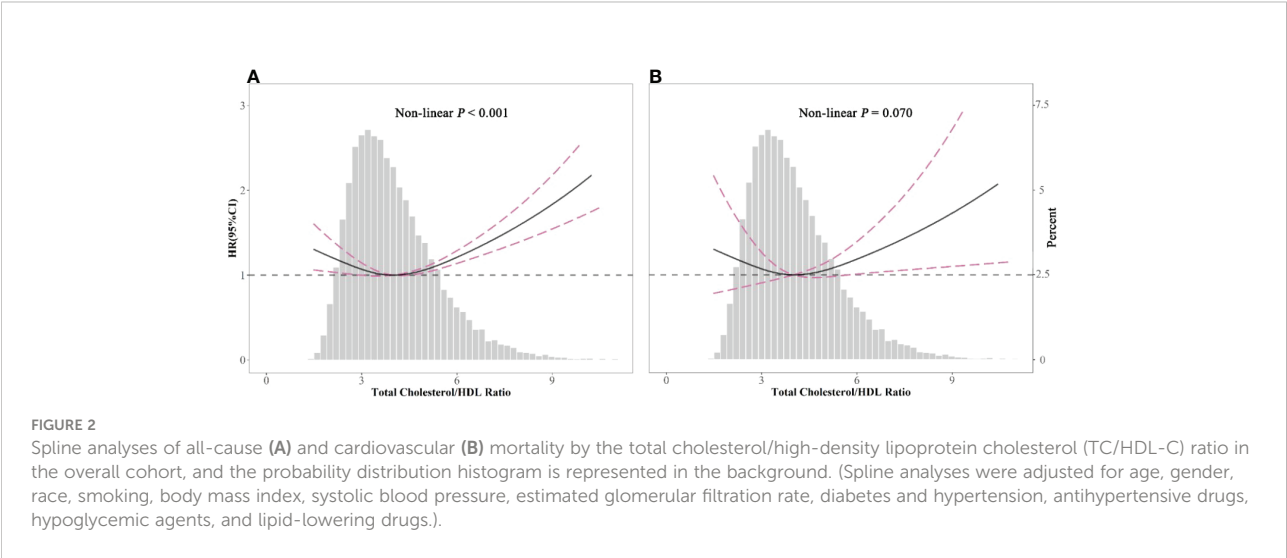 A
B
Non-linear P < 0.001
Non-linear P = 0.070
3
2
1
0
HR(95%CI)
7.5
5
2.5
0
Percent
0 3 6 9
0 3 6 9
Total Cholesterol/HDL Ratio
Total Cholesterol/HDL Ratio
FIGURE 2
Spline analyses of all-cause (A) and cardiovascular (B) mortality by the total cholesterol/high-density lipoprotein cholesterol (TC/HDL-C) ratio in
the overall cohort, and the probability distribution histogram is represented in the background. (Spline analyses were adjusted for age, gender,
race, smoking, body mass index, systolic blood pressure, estimated glomerular filtration rate, diabetes and hypertension, antihypertensive drugs,
hypoglycemic agents, and lipid-lowering drugs.).